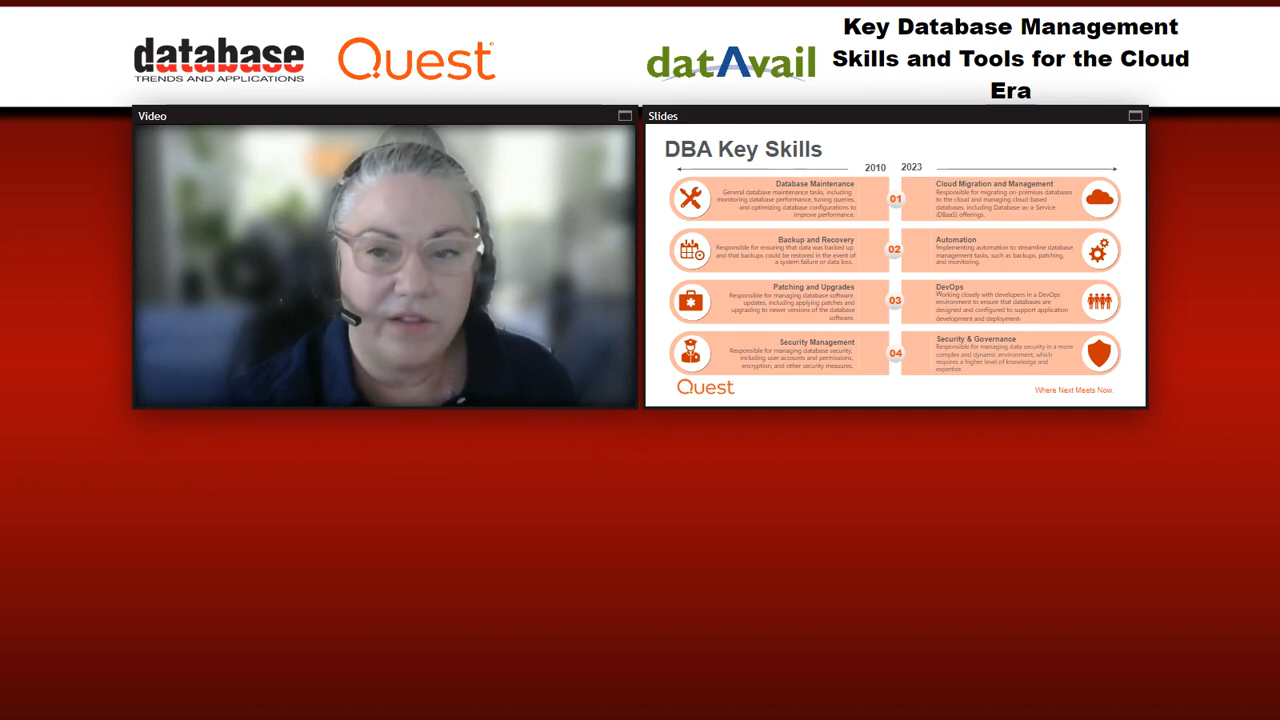 database
TRENDS AND APPLICATIONS
Quest
datAvail
Key Database Management
Skills and Tools for the Cloud
Era
Video
Slides
DBA Key Skills
2010
2023
Database Maintenance
General database maintenance tasks, including
monitoring database performance, tuning queries,
and optimizing database configurations to
improve performance.
01
Cloud Migration and Management
Responsible for migrating on-premises databases
to the cloud and managing cloud-based
databases, including Database-as-a-Service
(DBaaS) offerings.
Backup and Recovery
Responsible for ensuring that data was backed up
and that backups could be restored in the event of
a system failure or data loss.
02
Automation
Implementing automation to streamline database
management tasks, such as backups, patching,
and monitoring.
Patching and Upgrades
Responsible for managing database software
updates, including applying patches and
upgrading to newer versions of the database
software.
03
DevOps
Working closely with developers in a DevOps
environment to ensure that databases are
designed and configured to support application
development and deployment.
Security Management
Responsible for managing database security,
including user accounts and permissions,
encryption, and other security measures.
04
Security & Governance
Responsible for managing data security in a more
complex and dynamic environment, which
requires a higher level of knowledge and
expertise.
Quest
Where Next Meets Now.